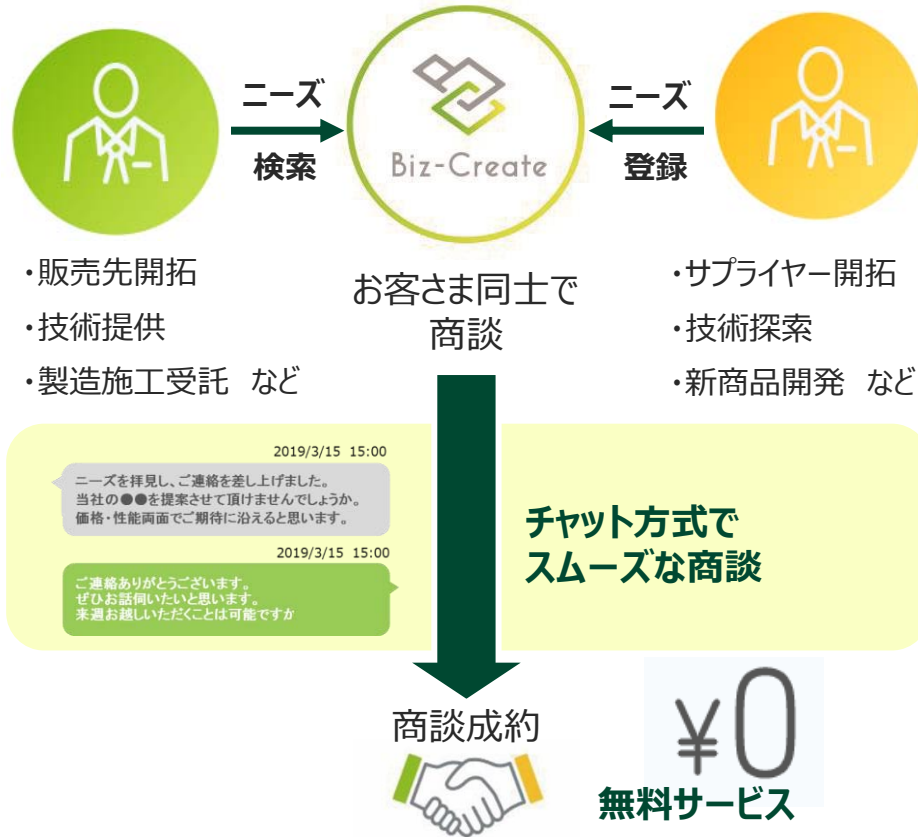 ニーズ
検索
Biz-Create
ニーズ
登録
・販売先開拓
・技術提供
・製造施工受託 など
お客さま同士で
商談
・サプライヤー開拓
・技術探索
・新商品開発 など
2019/3/15 15:00
ニーズを拝見し、ご連絡を差し上げました。
当社の●●を提案させて頂けませんでしょうか。
価格・性能両面でご期待に沿えると思います。
2019/3/15 15:00
ご連絡ありがとうございます。
ぜひお話伺いたいと思います。
来週お越しいただくことは可能ですか
チャット方式で
スムーズな商談
商談成約
¥0
無料サービス